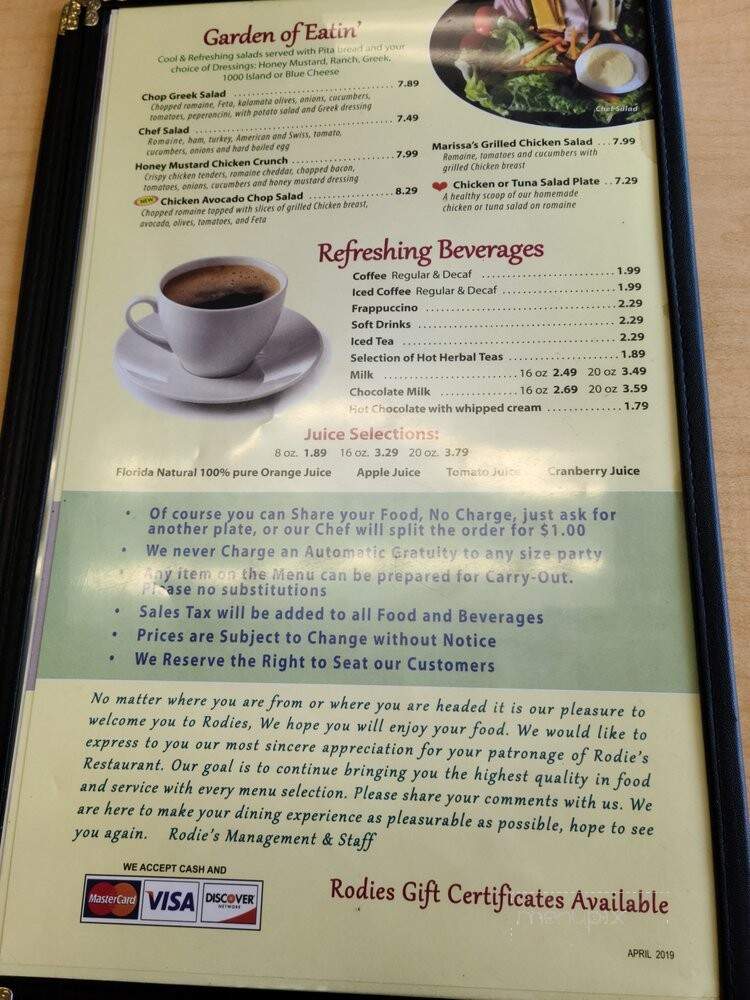 Garden of Eatin'
Cool & Refreshing salads served with Pita bread and your
choice of Dressings: Honey Mustard, Ranch, Greek,
1000 Island or Blue Cheese
Chop Greek Salad 7.89
Chopped romaine, Feta, kalamata olives, onions, cucumbers,
tomatoes, peperoncini, with potato salad and Greek dressing
Chef Salad 7.49
Romaine, ham, turkey, American and Swiss, tomato,
cucumbers, onions and hard boiled egg
Honey Mustard Chicken Crunch 7.99
Crispy chicken tenders, romaine cheddar, chopped bacon,
tomatoes, onions, cucumbers and honey mustard dressing
NEW Chicken Avocado Chop Salad 8.29
Chopped romaine topped with slices of grilled Chicken breast,
avocado, olives, tomatoes, and Feta
Chef Salad
Marissa's Grilled Chicken Salad ...7.99
Romaine, tomatoes and cucumbers with
grilled Chicken breast
Chicken or Tuna Salad Plate ..7.29
A healthy scoop of our homemade
chicken or tuna salad on romaine
Refreshing Beverages
Coffee Regular & Decaf 1.99
Iced Coffee Regular & Decaf 1.99
Frappuccino 2.29
Soft Drinks 2.29
Iced Tea 2.29
Selection of Hot Herbal Teas 1.89
Milk 16 oz 2.49 20 oz 3.49
Chocolate Milk 16 oz 2.69 20 oz 3.59
Hot Chocolate with whipped cream 1.79
Juice Selections:
8 oz. 1.89 16 oz. 3.29 20 oz. 3.79
Florida Natural 100% pure Orange Juice Apple Juice Tomato Juice Cranberry Juice
• Of course you can Share your Food, No Charge, just ask for
another plate, or our Chef will split the order for $1.00
• We never Charge an Automatic Gratuity to any size party
• Any item on the Menu can be prepared for Carry-Out.
Please no substitutions
• Sales Tax will be added to all Food and Beverages
• Prices are Subject to Change without Notice
• We Reserve the Right to Seat our Customers
No matter where you are from or where you are headed it is our pleasure to
welcome you to Rodies, We hope you will enjoy your food. We would like to
express to you our most sincere appreciation for your patronage of Rodie's
Restaurant. Our goal is to continue bringing you the highest quality in food
and service with every menu selection. Please share your comments with us. We
are here to make your dining experience as pleasurable as possible, hope to see
you again. Rodie's Management & Staff
WE ACCEPT CASH AND
MasterCard VISA DISCOVER
NETWORK
Rodies Gift Certificates Available
APRIL 2019